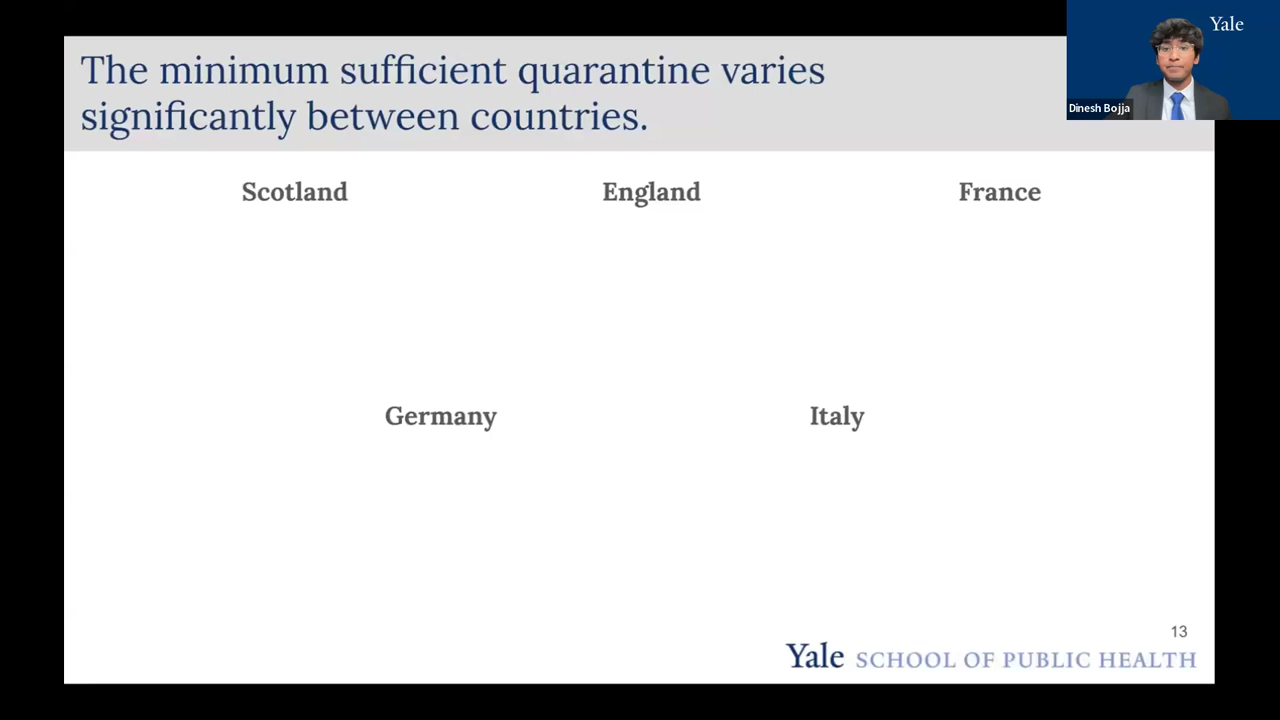 Yale
Dinesh Bojja
The minimum sufficient quarantine varies
significantly between countries.
Scotland
England
France
Germany
Italy
13
Yale SCHOOL OF PUBLIC HEALTH